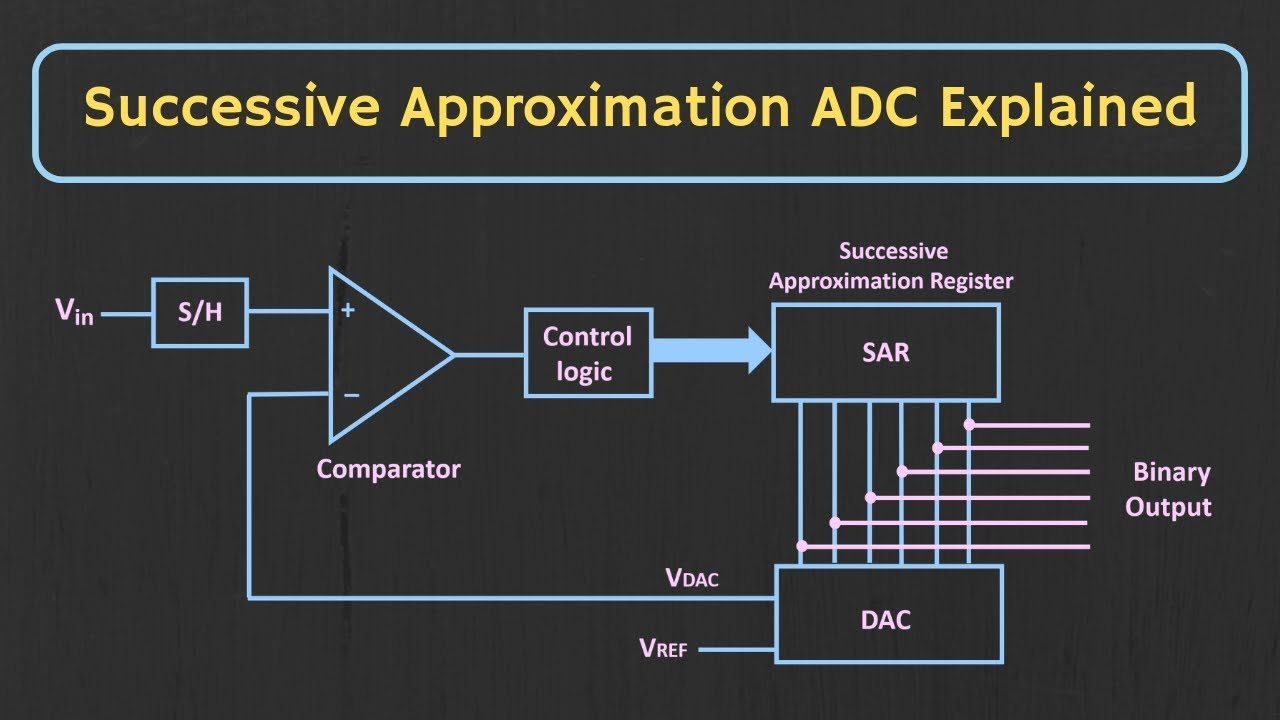 Successive Approximation ADC Explained
Successive
Approximation Register
Vin
S/H
+
−
Control
logic
SAR
Comparator
Binary
Output
VDAC
DAC
VREF